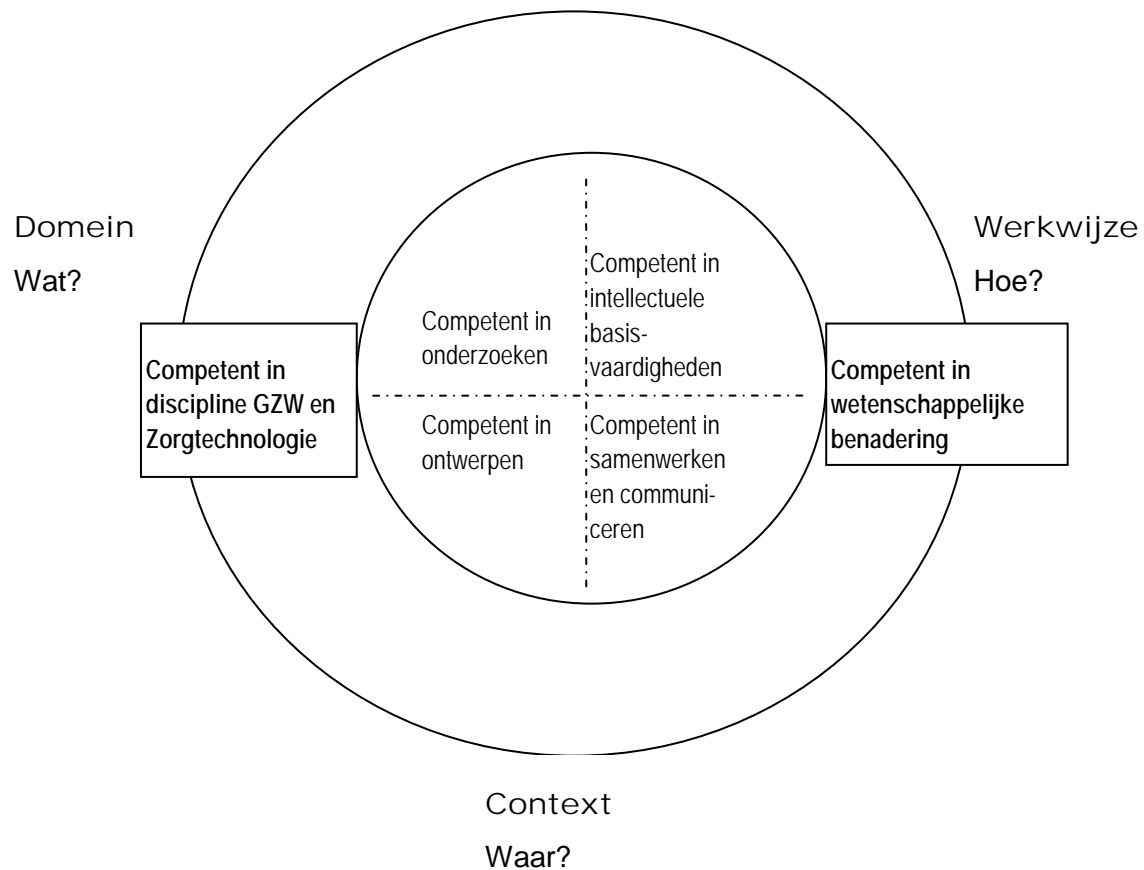 Domein
Wat?
Werkwijze
Hoe?
Competent in
discipline GZW en
Zorgtechnologie
Competent in
onderzoeken
Competent in
intellectuele
basis-
vaardigheden
Competent in
ontwerpen
Competent in
samenwerken
en communi-
ceren
Competent in
wetenschappelijke
benadering
Context
Waar?